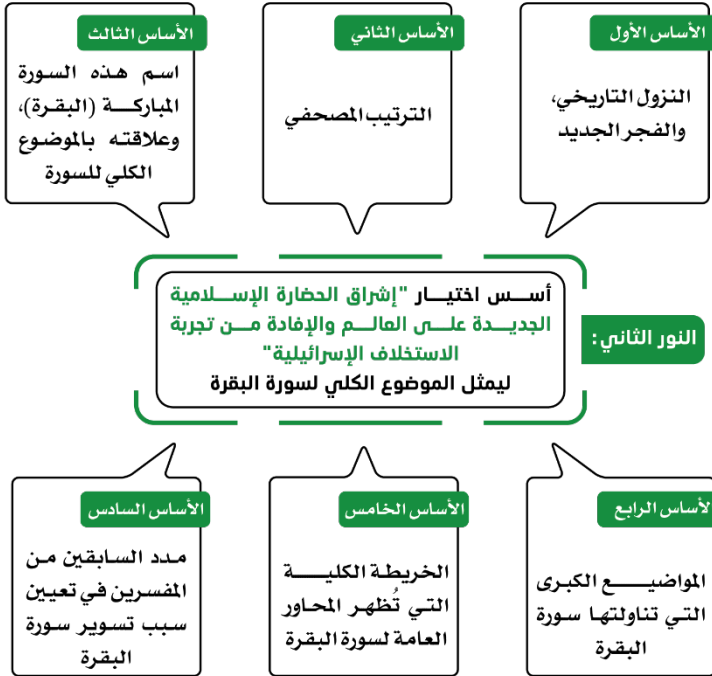 الأساس الأول
النزول التاريخي،
والفجر الجديد
الأساس الثاني
الترتيب المصحفي
الأساس الثالث
اسم هذه السورة
المباركة (البقرة)،
وعلاقته بالموضوع
الكلي للسورة
النور الثاني:
أسس اختيار "إشراق الحضارة الإسلامية
الجديدة على العالم والإفادة من تجربة
الاستخلاف الإسرائيلية"
ليمثل الموضوع الكلي لسورة البقرة
لأساس الرابع
المواضيع الكبرى
التي تناولتها سورة
البقرة
الأساس الخامس
الخريطة الكلية
التي تُظهر المحاور
العامة لسورة البقرة
الأساس السادس
مدد السابقين من
المفسرين في تعيين
سبب تسوير سورة
البقرة